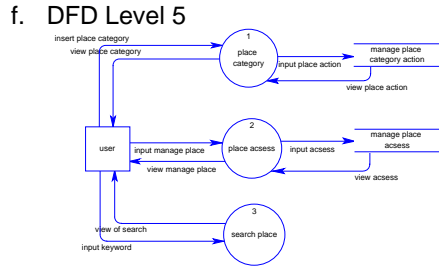 f. DFD Level 5
insert place category
view place category
1
place
category
input place action
manage place
category action
view place action
user
input manage place
view manage place
2
place acsess
input acsess
manage place
acsess
view acsess
view of search
input keyword
3
search place